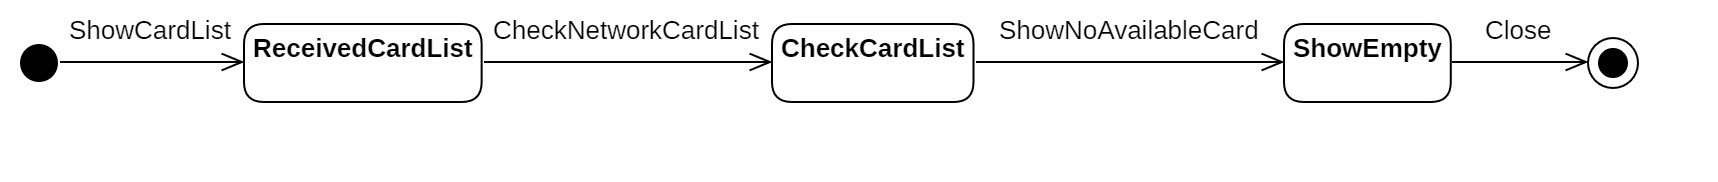 ShowCardList
ReceivedCardList
CheckNetworkCardList
CheckCardList
ShowNoAvailableCard
ShowEmpty
Close